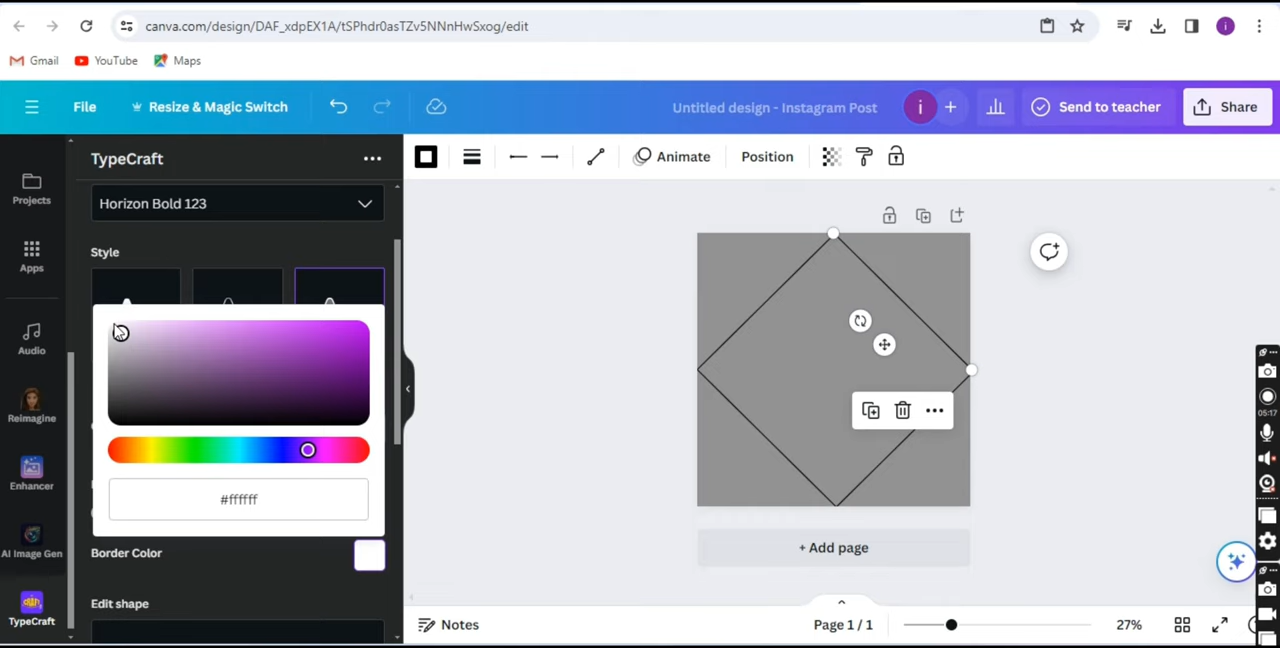 canva.com/design/DAF_xdpEX1A/tSPhdr0asTZv5NNnHwSxog/edit
i
Gmail
YouTube
Maps
File
Resize & Magic Switch
Untitled design - Instagram Post
i
+
Send to teacher
Share
Projects
Apps
Audio
Reimagine
Enhancer
AI Image Gen
TypeCraft
TypeCraft
Horizon Bold 123
Style
#ffffff
Border Color
Edit shape
Animate
Position
+ Add page
Notes
Page 1 / 1
27%
05:17